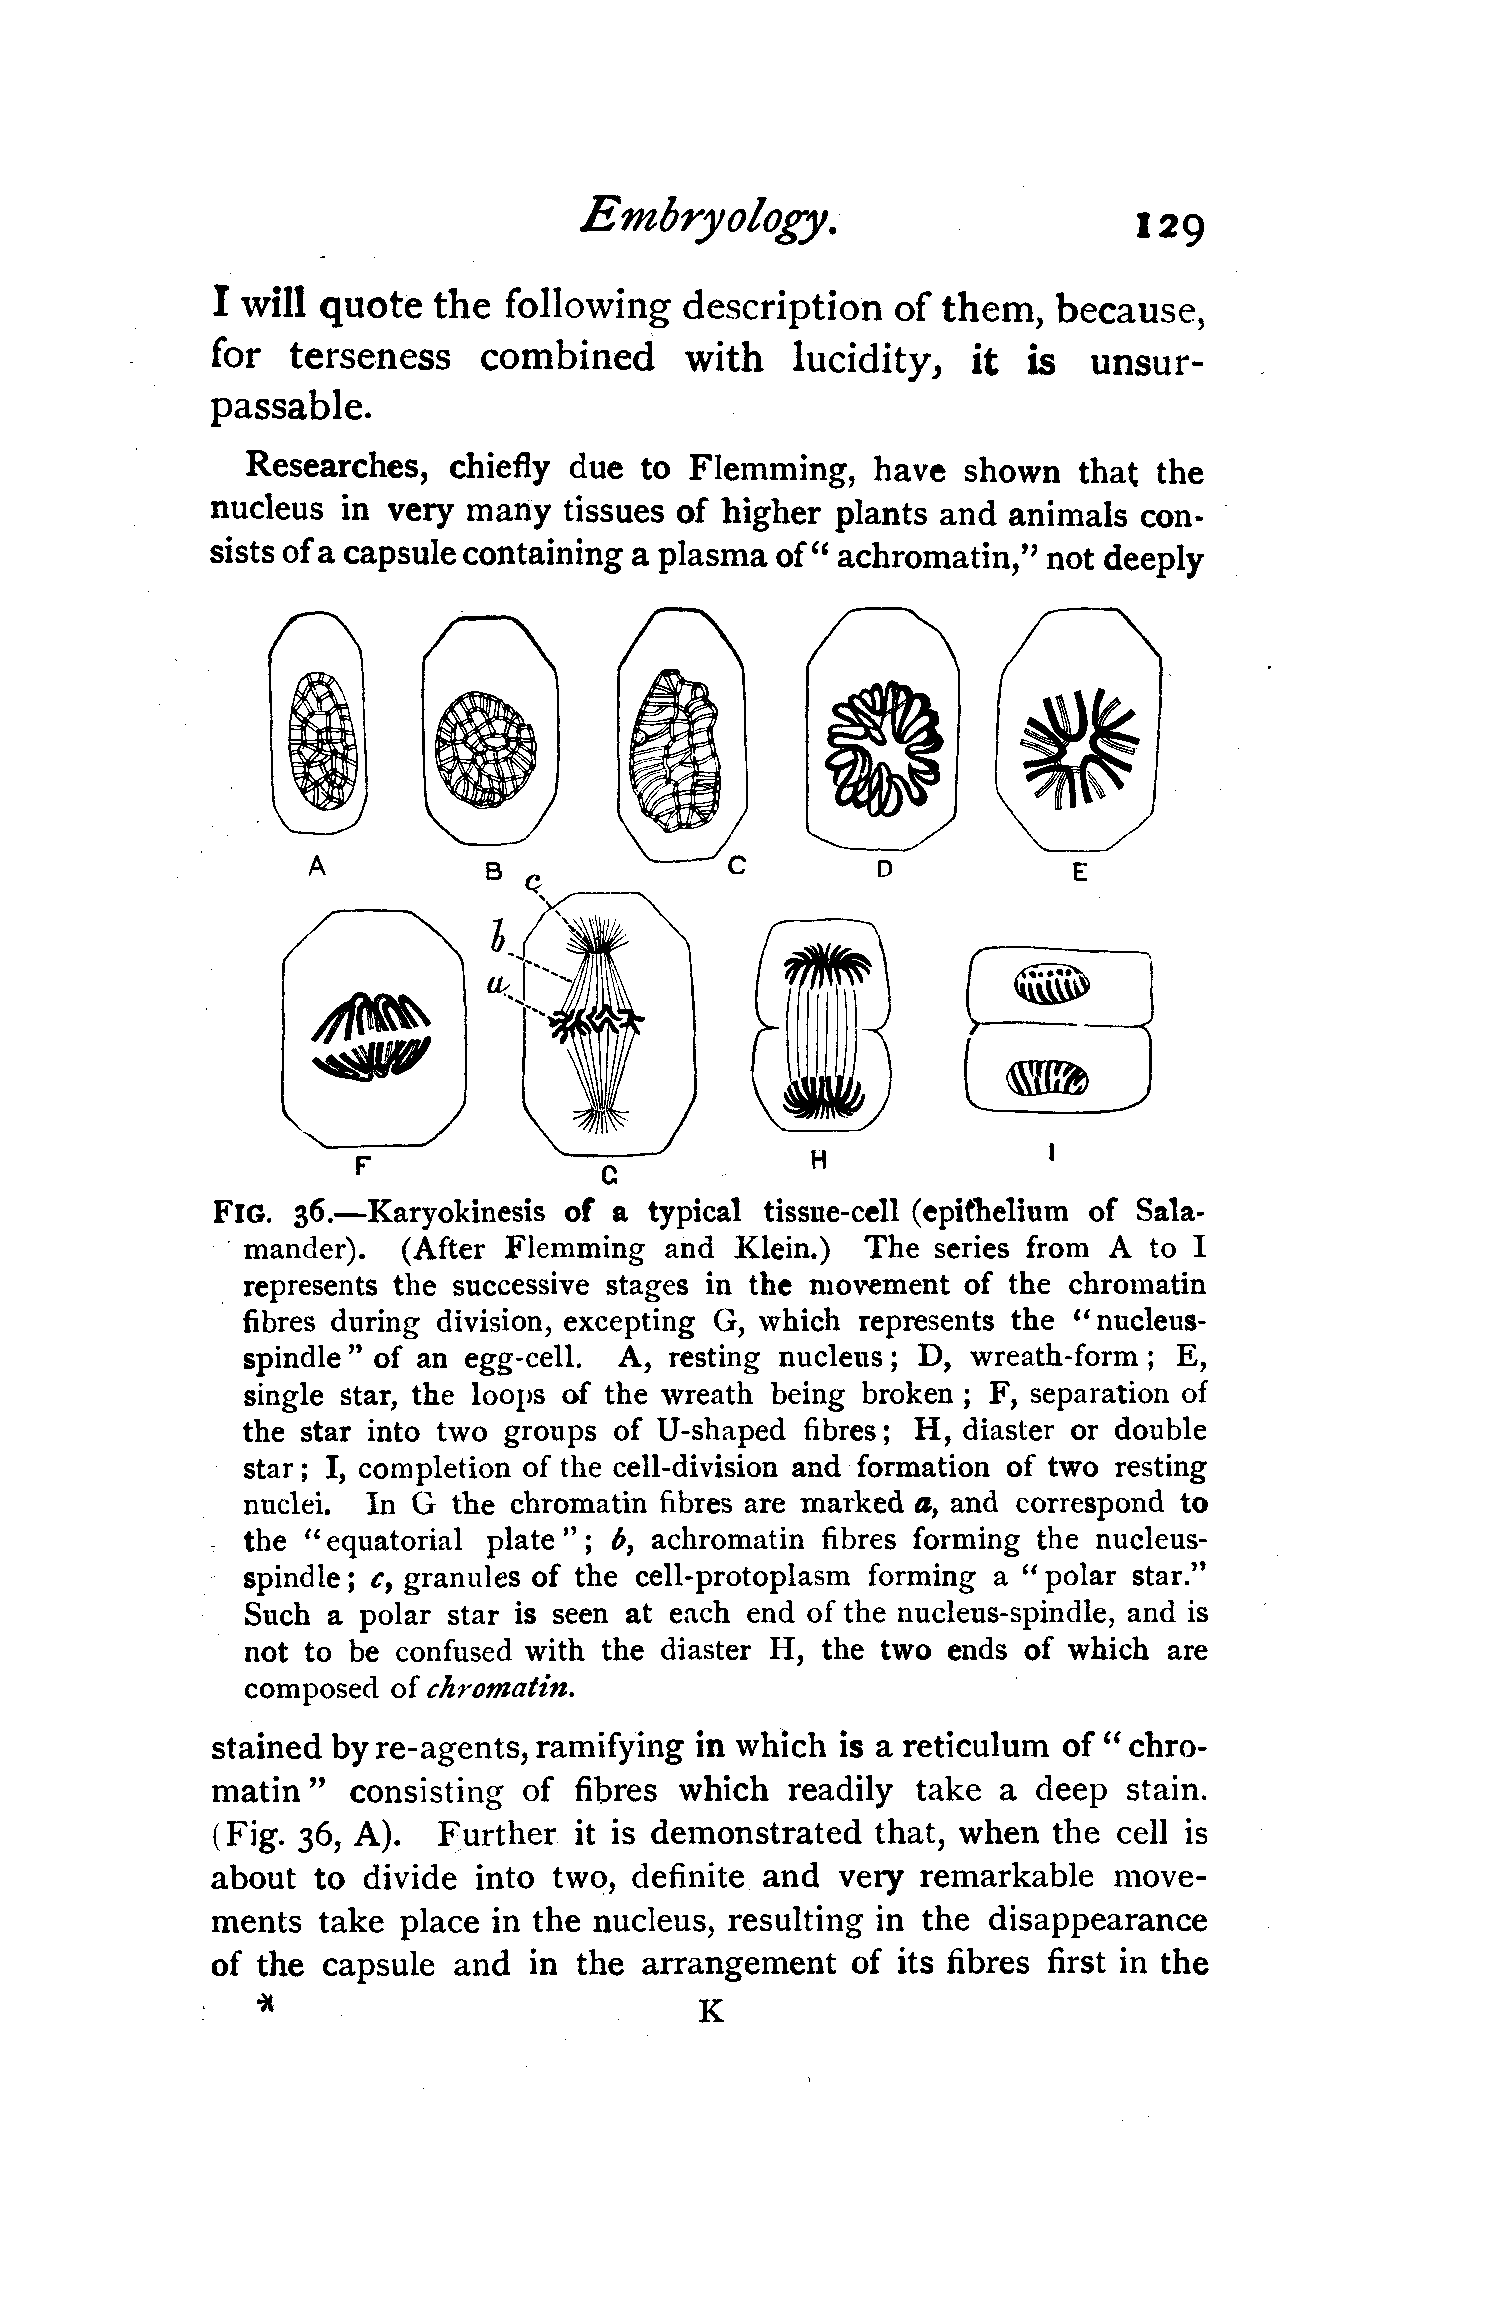 Embryology. 129
I will quote the following description of them, because,
for terseness combined with lucidity, it is unsur-
passable.
Researches, chiefly due to Flemming, have shown that the
nucleus in very many tissues of higher plants and animals con-
sists of a capsule containing a plasma of “ achromatin,” not deeply
A B C D E
c
b
a
F G H I
FIG. 36.—Karyokinesis of a typical tissue-cell (epithelium of Sala-
mander). (After Flemming and Klein.) The series from A to I
represents the successive stages in the movement of the chromatin
fibres during division, excepting G, which represents the “nucleus-
spindle” of an egg-cell. A, resting nucleus; D, wreath-form; E,
single star, the loops of the wreath being broken; F, separation of
the star into two groups of U-shaped fibres; H, diaster or double
star; I, completion of the cell-division and formation of two resting
nuclei. In G the chromatin fibres are marked a, and correspond to
the “equatorial plate”; b, achromatin fibres forming the nucleus-
spindle; c, granules of the cell-protoplasm forming a “polar star.”
Such a polar star is seen at each end of the nucleus-spindle, and is
not to be confused with the diaster H, the two ends of which are
composed of chromatin.
stained by re-agents, ramifying in which is a reticulum of “chro-
matin” consisting of fibres which readily take a deep stain.
(Fig. 36, A). Further it is demonstrated that, when the cell is
about to divide into two, definite and very remarkable move-
ments take place in the nucleus, resulting in the disappearance
of the capsule and in the arrangement of its fibres first in the
* K